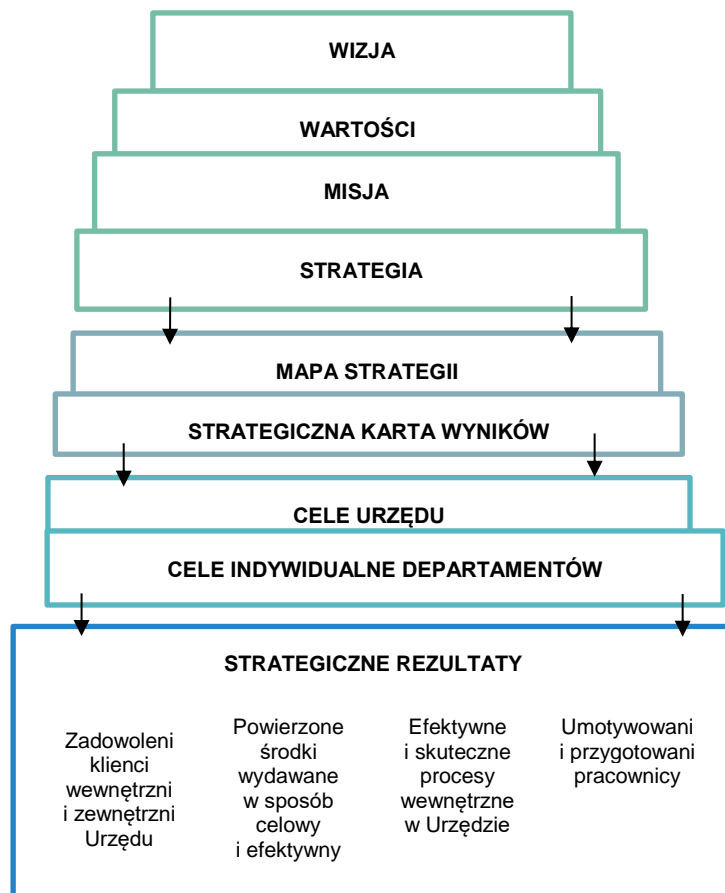 WIZJA
WARTOŚCI
MISJA
STRATEGIA
MAPA STRATEGII
STRATEGICZNA KARTA WYNIKÓW
CELE URZĘDU
CELE INDYWIDUALNE DEPARTAMENTÓW
STRATEGICZNE REZULTATY
Zadowoleni
klienci
wewnętrzni
i zewnętrzni
Urzędu
Powierzone
środki
wydawane
w sposób
celowy
i efektywny
Efektywne
i skuteczne
procesy
wewnętrzne
w Urzędzie
Umotywowani
i przygotowani
pracownicy